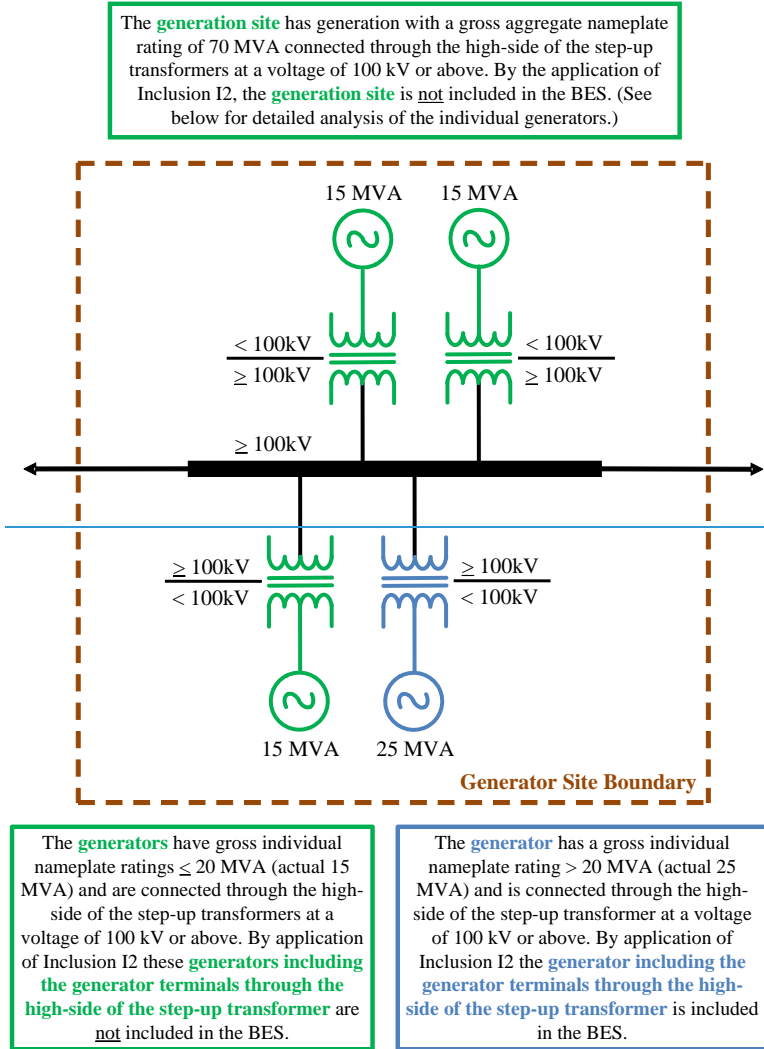 The generation site has generation with a gross aggregate nameplate
rating of 70 MVA connected through the high-side of the step-up
transformers at a voltage of 100 kV or above. By the application of
Inclusion I2, the generation site is not included in the BES. (See
below for detailed analysis of the individual generators.)
15 MVA 15 MVA
< 100kV < 100kV
≥ 100kV ≥ 100kV
≥ 100kV
≥ 100kV ≥ 100kV
< 100kV < 100kV
15 MVA 25 MVA
Generator Site Boundary
The generators have gross individual
nameplate ratings ≤ 20 MVA (actual 15
MVA) and are connected through the high-
side of the step-up transformers at a
voltage of 100 kV or above. By application
of Inclusion I2 these generators including
the generator terminals through the
high-side of the step-up transformer are
not included in the BES.
The generator has a gross individual
nameplate rating > 20 MVA (actual 25
MVA) and is connected through the high-
side of the step-up transformer at a voltage
of 100 kV or above. By application of
Inclusion I2 the generator including the
generator terminals through the high-
side of the step-up transformer is included
in the BES.